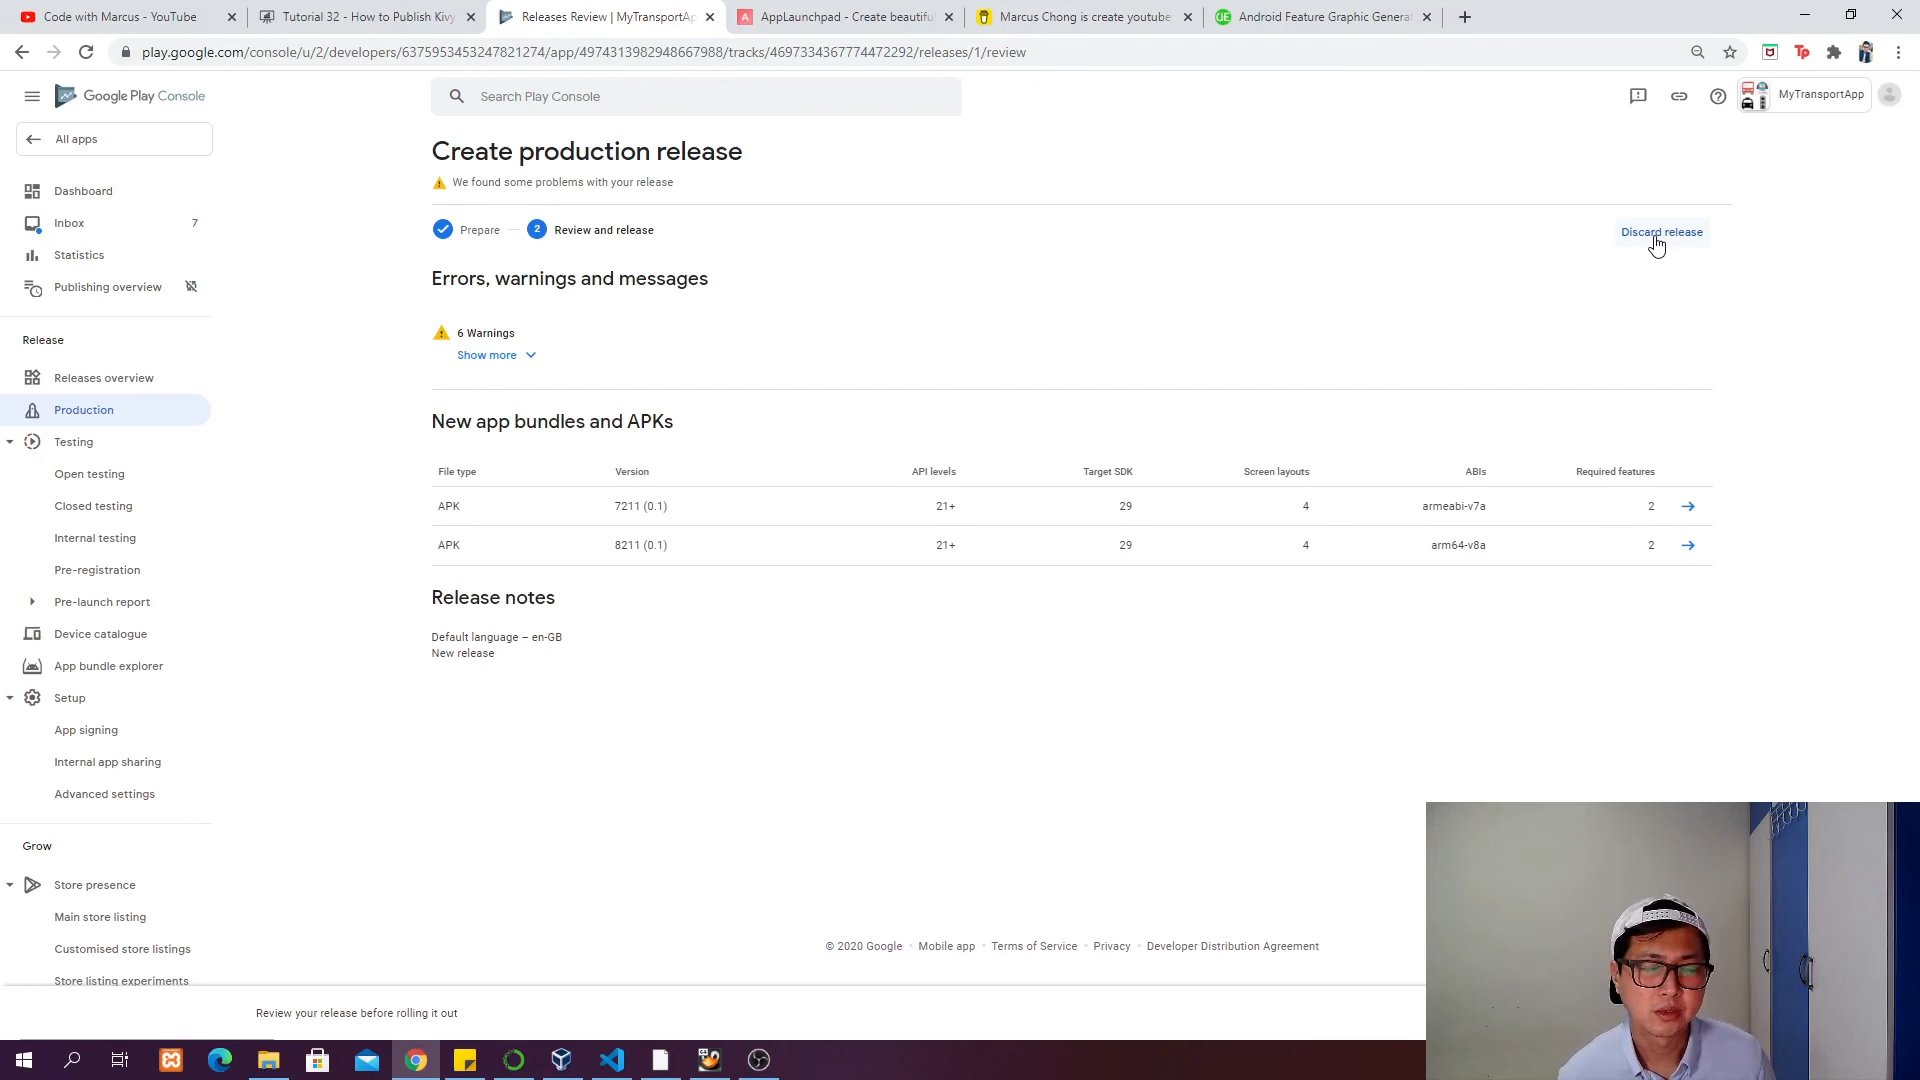 Code with Marcus - YouTube
Tutorial 32 - How to Publish Kivy
Releases Review | MyTransportAp
AppLaunchpad - Create beautiful
Marcus Chong is create youtube
Android Feature Graphic Generat
play.google.com/console/u/2/developers/6375953453247821274/app/4974313982948667988/tracks/4697334367774472292/releases/1/review
Google Play Console
Search Play Console
MyTransportApp
All apps
Dashboard
Inbox 7
Statistics
Publishing overview
Release
Releases overview
Production
Testing
Open testing
Closed testing
Internal testing
Pre-registration
Pre-launch report
Device catalogue
App bundle explorer
Setup
App signing
Internal app sharing
Advanced settings
Grow
Store presence
Main store listing
Customised store listings
Store listing experiments
Create production release
We found some problems with your release
Prepare
2 Review and release
Discard release
Errors, warnings and messages
6 Warnings
Show more
New app bundles and APKs
File type Version API levels Target SDK Screen layouts ABIs Required features
APK 7211 (0.1) 21+ 29 4 armeabi-v7a 2
APK 8211 (0.1) 21+ 29 4 arm64-v8a 2
Release notes
Default language – en-GB
New release
© 2020 Google · Mobile app · Terms of Service · Privacy · Developer Distribution Agreement
Review your release before rolling it out